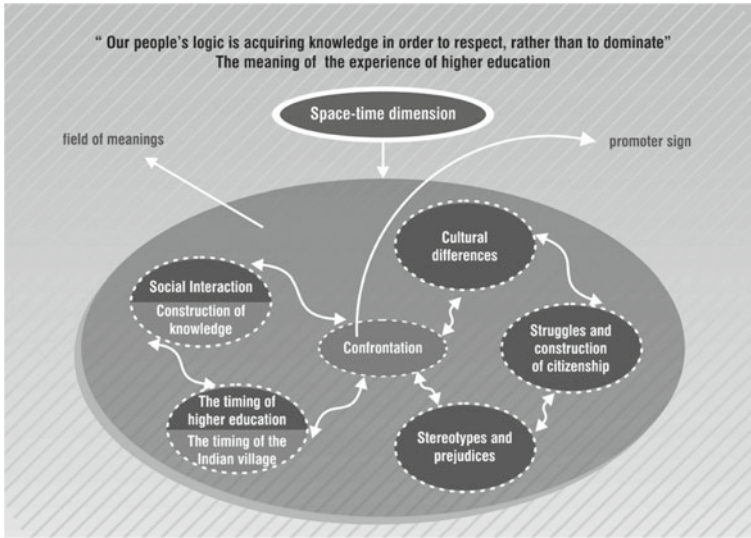 “ Our people’s logic is acquiring knowledge in order to respect, rather than to dominate”
The meaning of the experience of higher education
Space-time dimension
field of meanings
promoter sign
Cultural
differences
Social Interaction
Construction of
knowledge
Struggles and
construction
of citizenship
Confrontation
The timing of
higher education
The timing of the
Indian village
Stereotypes and
prejudices